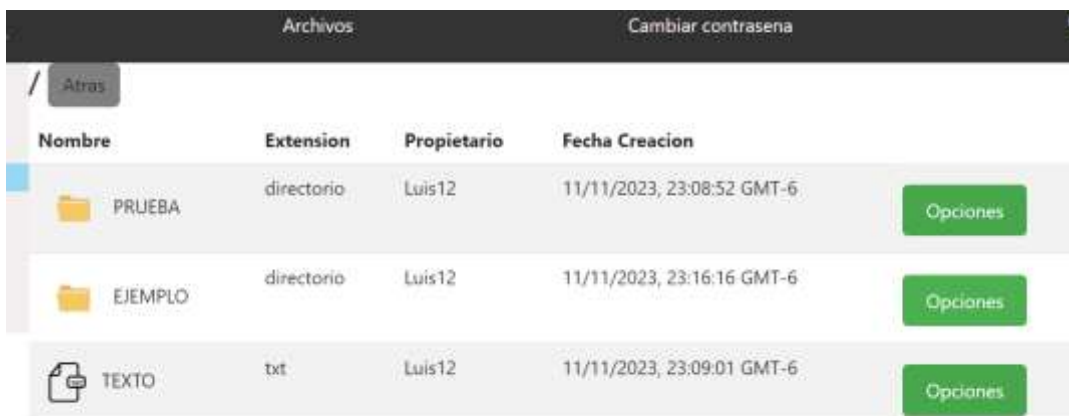 Archivos Cambiar contrasena
/ Atras
Nombre Extension Propietario Fecha Creacion
PRUEBA directorio Luis12 11/11/2023, 23:08:52 GMT-6 Opciones
EJEMPLO directorio Luis12 11/11/2023, 23:16:16 GMT-6 Opciones
TEXTO txt Luis12 11/11/2023, 23:09:01 GMT-6 Opciones